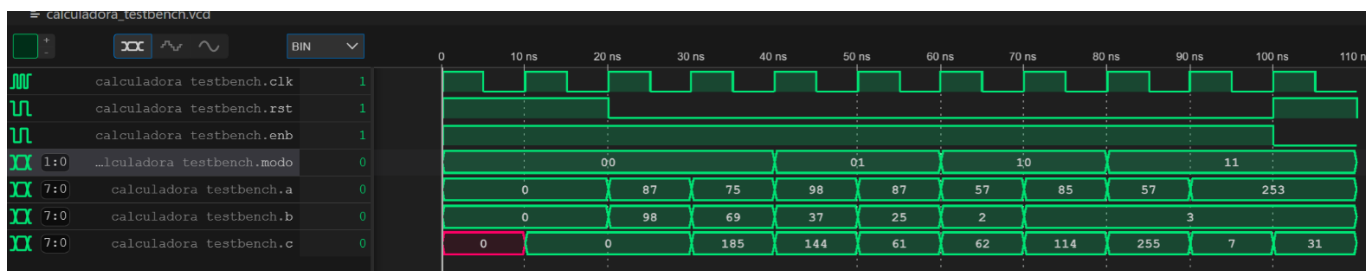 calculadora_testbench.vcd
+
-
BIN
0 10 ns 20 ns 30 ns 40 ns 50 ns 60 ns 70 ns 80 ns 90 ns 100 ns 110 n
calculadora testbench.clk 1
calculadora testbench.rst 1
calculadora testbench.enb 1
1:0 …lculadora testbench.modo 0 00 01 10 11
7:0 calculadora testbench.a 0 0 87 75 98 87 57 85 57 253
7:0 calculadora testbench.b 0 0 98 69 37 25 2 3
7:0 calculadora testbench.c 0 0 0 185 144 61 62 114 255 7 31